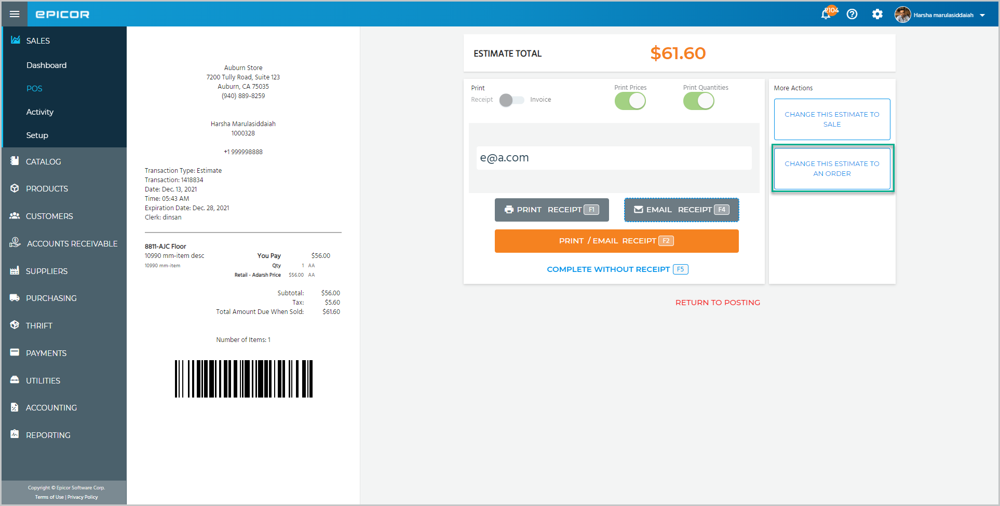 EPICOR
2104
Harsha marulasiddaiah
SALES
Dashboard
POS
Activity
Setup
CATALOG
PRODUCTS
CUSTOMERS
ACCOUNTS RECEIVABLE
SUPPLIERS
PURCHASING
THRIFT
PAYMENTS
UTILITIES
ACCOUNTING
REPORTING
Copyright © Epicor Software Corp.
Terms of Use | Privacy Policy
Auburn Store
7200 Tully Road, Suite 123
Auburn, CA 75035
(940) 889-8259
Harsha Marulasiddaiah
1000328
+1 999998888
Transaction Type: Estimate
Transaction: 1418834
Date: Dec. 13, 2021
Time: 05:43 AM
Expiration Date: Dec. 28, 2021
Clerk: dinsan
8811-AJC Floor
10990 mm-item desc You Pay $56.00
10990 mm-item Qty 1 AA
Retail - Adarsh Price $56.00 AA
Subtotal: $56.00
Tax: $5.60
Total Amount Due When Sold: $61.60
Number of Items: 1
ESTIMATE TOTAL $61.60
Print
Receipt Invoice
Print Prices
Print Quantities
e@a.com
PRINT RECEIPT F1
EMAIL RECEIPT F4
PRINT / EMAIL RECEIPT F2
COMPLETE WITHOUT RECEIPT F5
More Actions
CHANGE THIS ESTIMATE TO
SALE
CHANGE THIS ESTIMATE TO
AN ORDER
RETURN TO POSTING